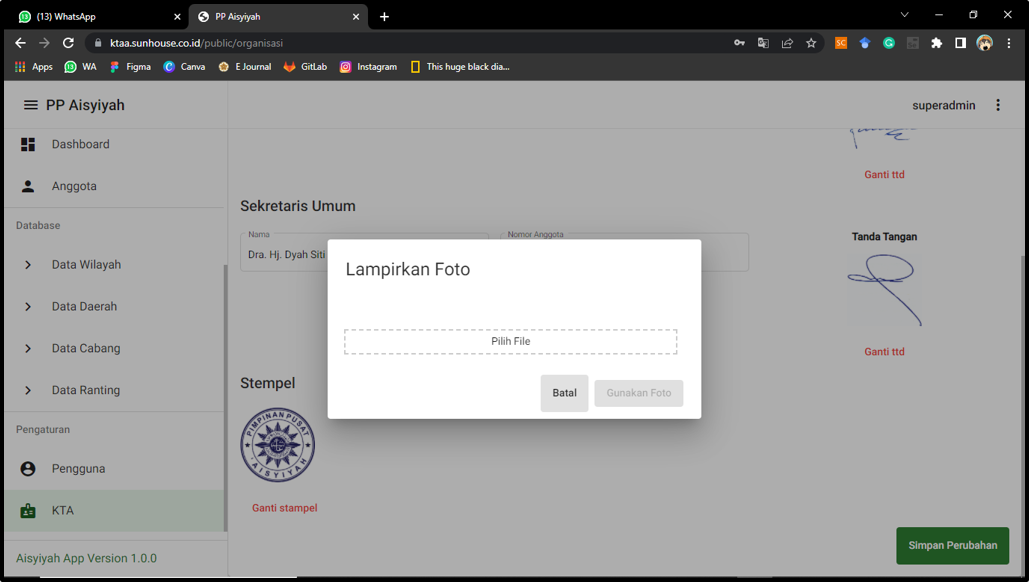 (13) WhatsApp
PP Aisyiyah
ktaa.sunhouse.co.id/public/organisasi
Apps
WA
Figma
Canva
E Journal
GitLab
Instagram
This huge black dia...
PP Aisyiyah
superadmin
Dashboard
Anggota
Database
Data Wilayah
Data Daerah
Data Cabang
Data Ranting
Pengaturan
Pengguna
KTA
Aisyiyah App Version 1.0.0
Ganti ttd
Sekretaris Umum
Nama
Dra. Hj. Dyah Siti
Nomor Anggota
Tanda Tangan
Ganti ttd
Lampirkan Foto
Pilih File
Batal
Gunakan Foto
Stempel
PIMPINAN PUSAT
AISYIYAH
Ganti stempel
Simpan Perubahan